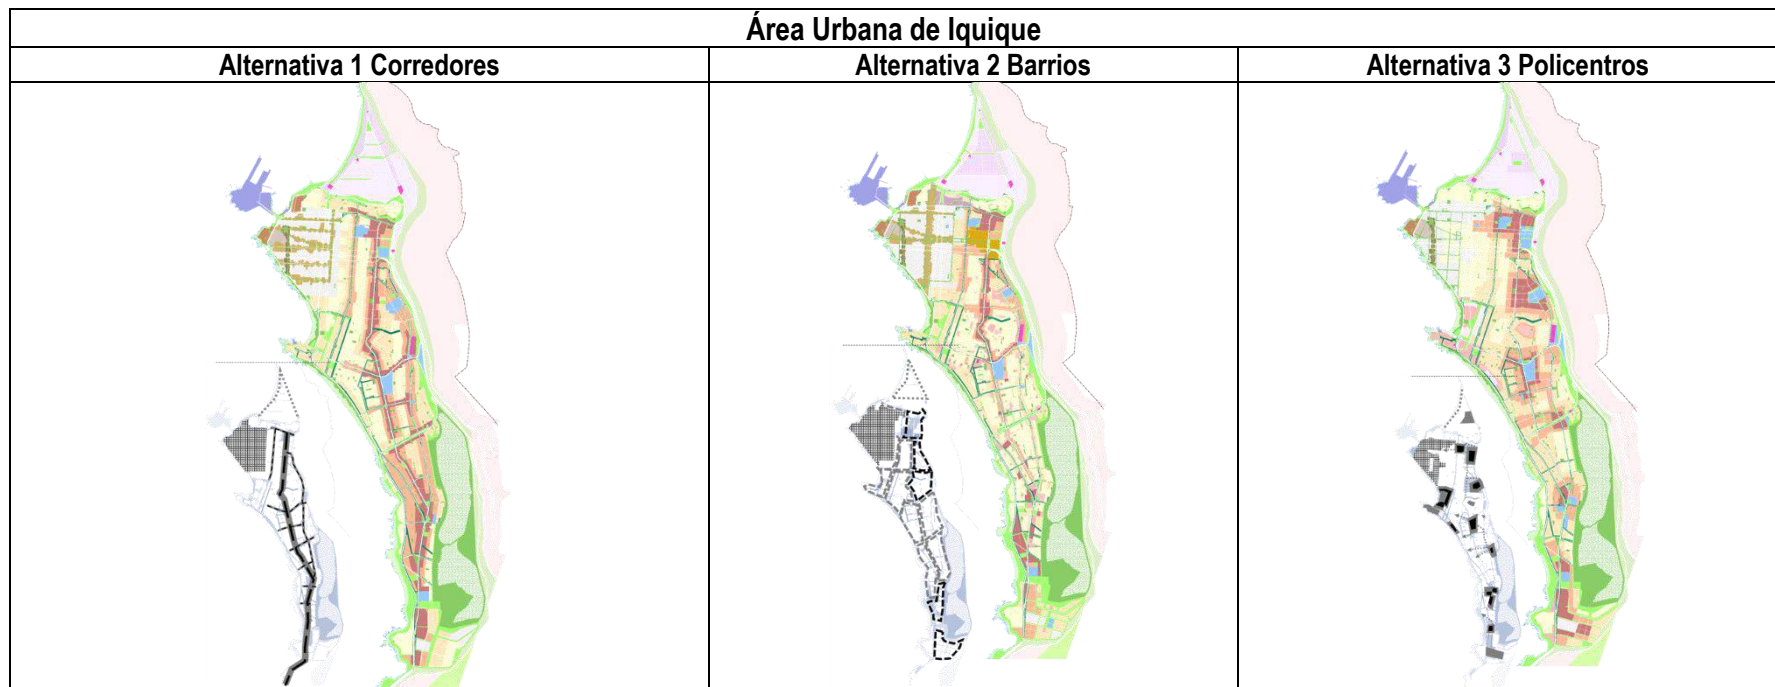 Área Urbana de Iquique
Alternativa 1 Corredores
Alternativa 2 Barrios
Alternativa 3 Policentros